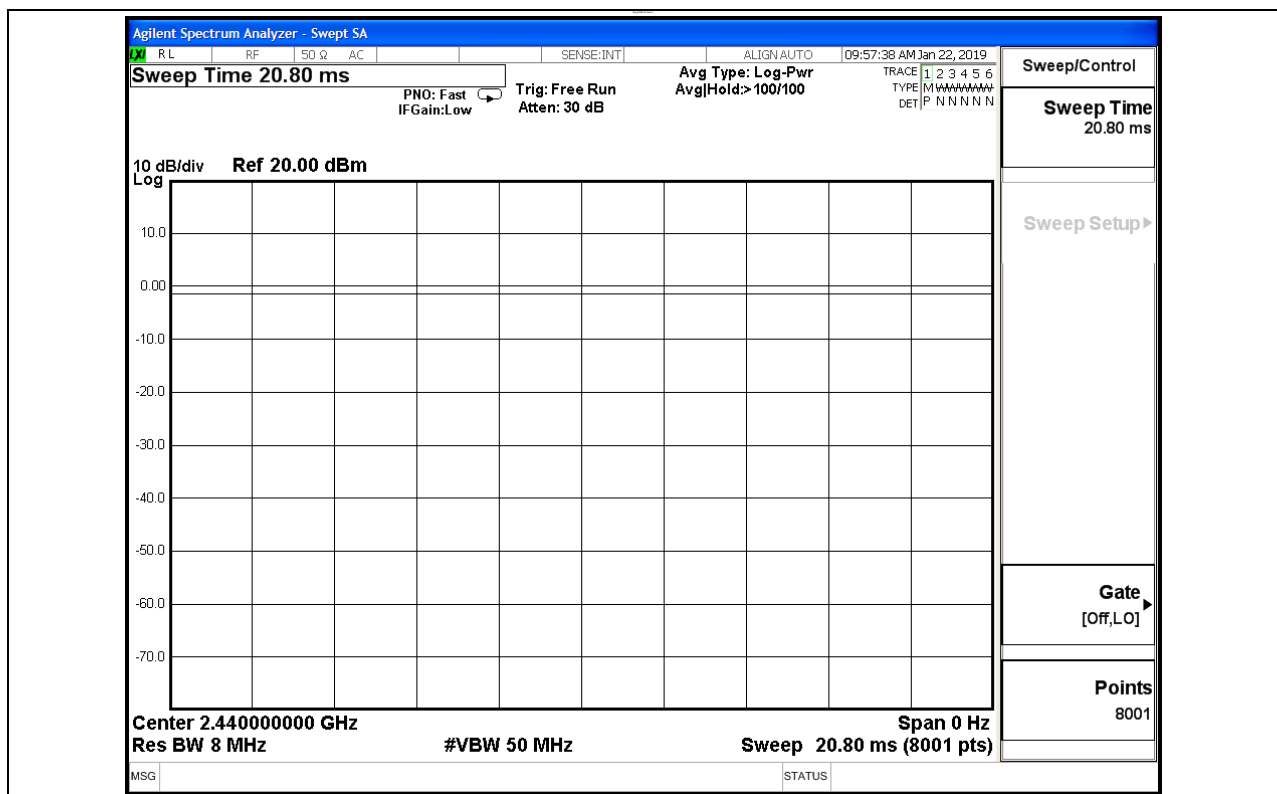 Agilent Spectrum Analyzer - Swept SA
LXI RL RF 50 Ω AC SENSE:INT ALIGN AUTO 09:57:38 AM Jan 22, 2019
Sweep Time 20.80 ms
PNO: Fast
IFGain:Low
Trig: Free Run
Atten: 30 dB
Avg Type: Log-Pwr
Avg|Hold:>100/100
TRACE 1 2 3 4 5 6
TYPE M
DET P N N N N N
10 dB/div Ref 20.00 dBm
Log
10.0
0.00
-10.0
-20.0
-30.0
-40.0
-50.0
-60.0
-70.0
Center 2.440000000 GHz Span 0 Hz
Res BW 8 MHz #VBW 50 MHz Sweep 20.80 ms (8001 pts)
MSG STATUS
Sweep/Control
Sweep Time
20.80 ms
Sweep Setup
Gate
[Off,LO]
Points
8001